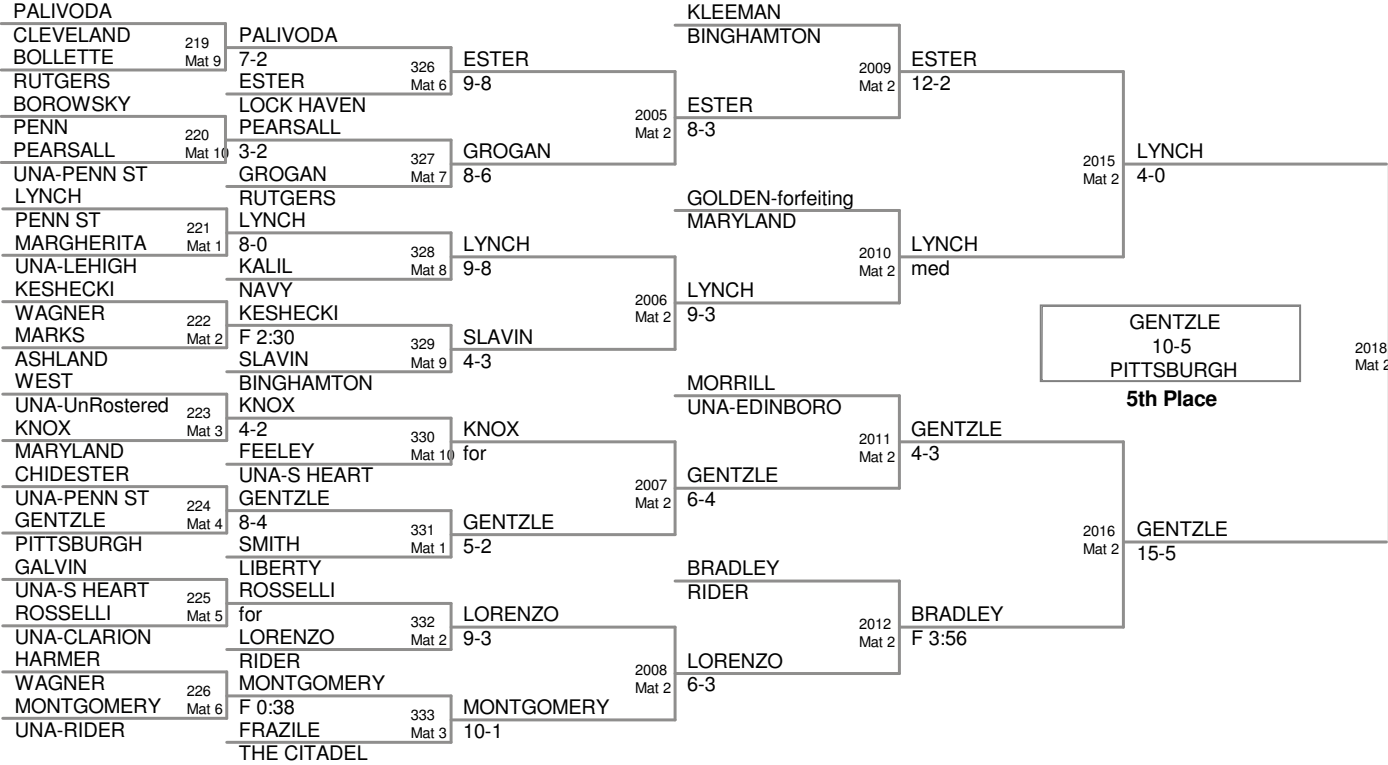 PALIVODA
CLEVELAND
219
BOLLETTE
Mat 9
RUTGERS
BOROWSKY
PENN
220
PEARSALL
Mat 10
UNA-PENN ST
LYNCH
PENN ST
221
MARGHERITA
Mat 1
UNA-LEHIGH
KESHECKI
WAGNER
222
MARKS
Mat 2
ASHLAND
WEST
UNA-UnRostered
223
KNOX
Mat 3
MARYLAND
CHIDESTER
UNA-PENN ST
224
GENTZLE
Mat 4
PITTSBURGH
GALVIN
UNA-S HEART
225
ROSSELLI
Mat 5
UNA-CLARION
HARMER
WAGNER
226
MONTGOMERY
Mat 6
UNA-RIDER
PALIVODA
7-2
326
ESTER
Mat 6
LOCK HAVEN
PEARSALL
3-2
327
GROGAN
Mat 7
RUTGERS
LYNCH
8-0
328
KALIL
Mat 8
NAVY
KESHECKI
F 2:30
329
SLAVIN
Mat 9
BINGHAMTON
KNOX
4-2
330
FEELEY
Mat 10
UNA-S HEART
GENTZLE
8-4
331
SMITH
Mat 1
LIBERTY
ROSSELLI
for
332
LORENZO
Mat 2
RIDER
MONTGOMERY
F 0:38
333
FRAZILE
Mat 3
THE CITADEL
ESTER
9-8
2005
Mat 2
GROGAN
8-6
LYNCH
9-8
2006
Mat 2
SLAVIN
4-3
KNOX
for
2007
Mat 2
GENTZLE
5-2
LORENZO
9-3
2008
Mat 2
MONTGOMERY
10-1
KLEEMAN
BINGHAMTON
2009
Mat 2
ESTER
8-3
GOLDEN-forfeiting
MARYLAND
2010
Mat 2
LYNCH
9-3
MORRILL
UNA-EDINBORO
2011
Mat 2
GENTZLE
6-4
BRADLEY
RIDER
2012
Mat 2
LORENZO
6-3
ESTER
12-2
2015
Mat 2
LYNCH
med
GENTZLE
4-3
2016
Mat 2
BRADLEY
F 3:56
LYNCH
4-0
GENTZLE
10-5
PITTSBURGH
5th Place
2018
Mat 2
GENTZLE
15-5